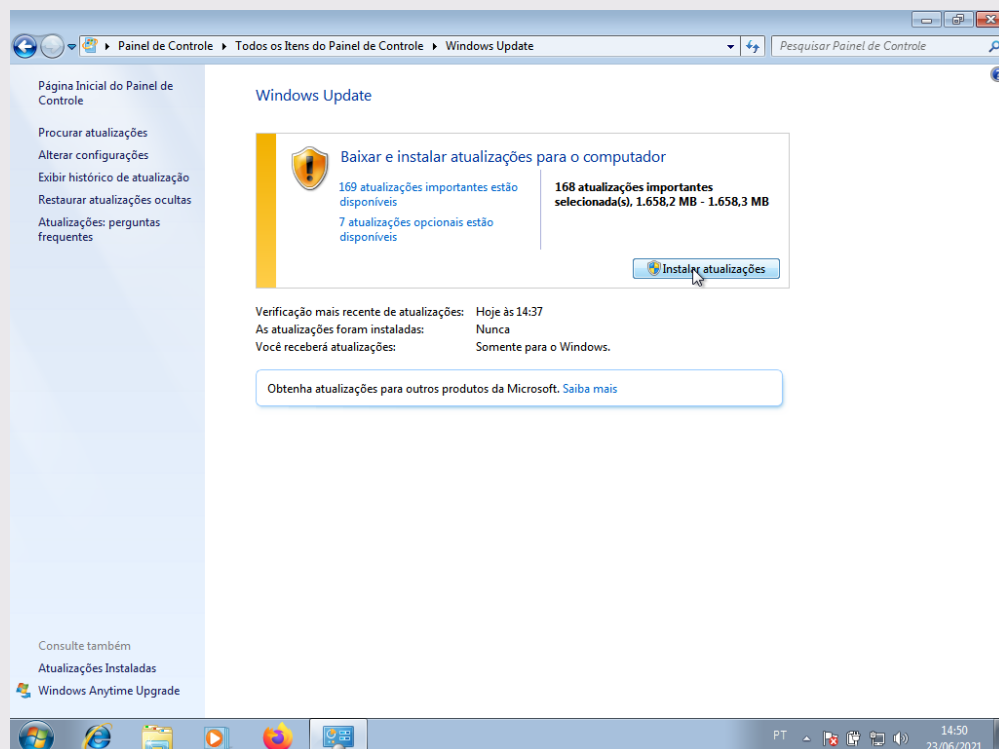 Painel de Controle Todos os Itens do Painel de Controle Windows Update
Pesquisar Painel de Controle
Página Inicial do Painel de
Controle
Procurar atualizações
Alterar configurações
Exibir histórico de atualização
Restaurar atualizações ocultas
Atualizações: perguntas
frequentes
Windows Update
Baixar e instalar atualizações para o computador
169 atualizações importantes estão
disponíveis
7 atualizações opcionais estão
disponíveis
168 atualizações importantes
selecionada(s), 1.658,2 MB - 1.658,3 MB
Instalar atualizações
Verificação mais recente de atualizações: Hoje às 14:37
As atualizações foram instaladas: Nunca
Você receberá atualizações: Somente para o Windows.
Obtenha atualizações para outros produtos da Microsoft. Saiba mais
Consulte também
Atualizações Instaladas
Windows Anytime Upgrade
PT
14:50
23/06/2021